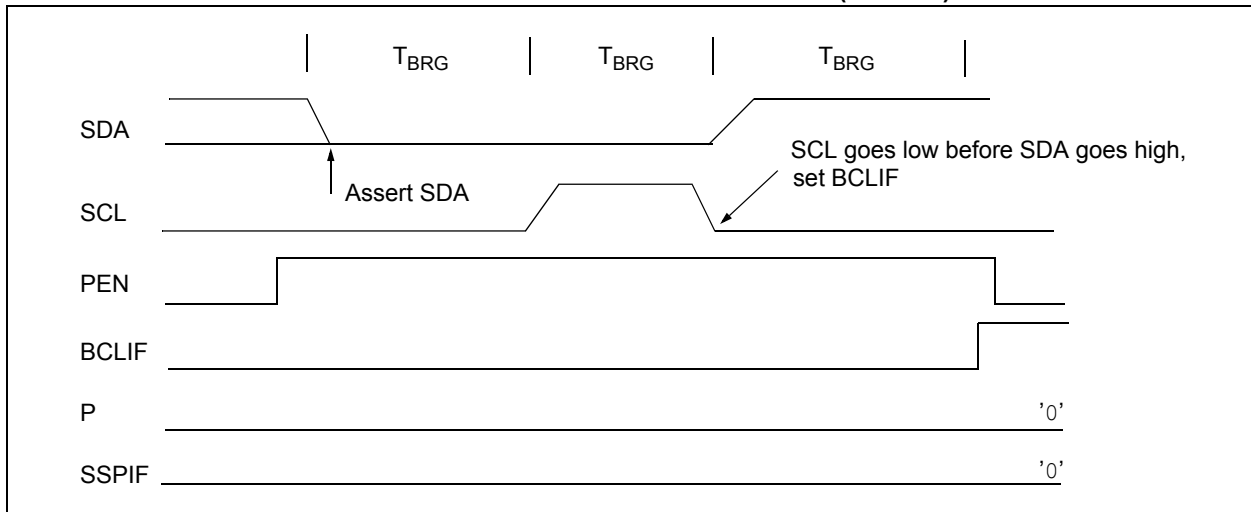 TBRG TBRG TBRG
SDA
SCL goes low before SDA goes high,
set BCLIF
Assert SDA
SCL
PEN
BCLIF
P '0'
SSPIF '0'